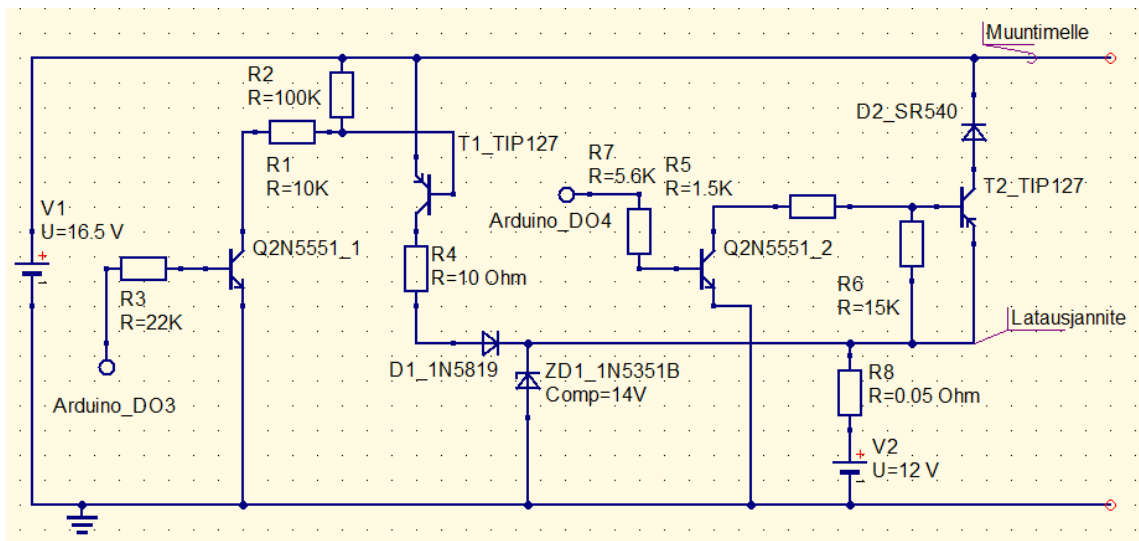 Muuntimelle
R2
R=100K
D2_SR540
R1
R=10K
T1_TIP127
R7
R=5.6K
R5
R=1.5K
T2_TIP127
V1
U=16.5 V
Arduino_DO4
Q2N5551_1
R4
R=10 Ohm
Q2N5551_2
R3
R=22K
R6
R=15K
Latausjannite
D1_1N5819
ZD1_1N5351B
Comp=14V
R8
R=0.05 Ohm
Arduino_DO3
V2
U=12 V